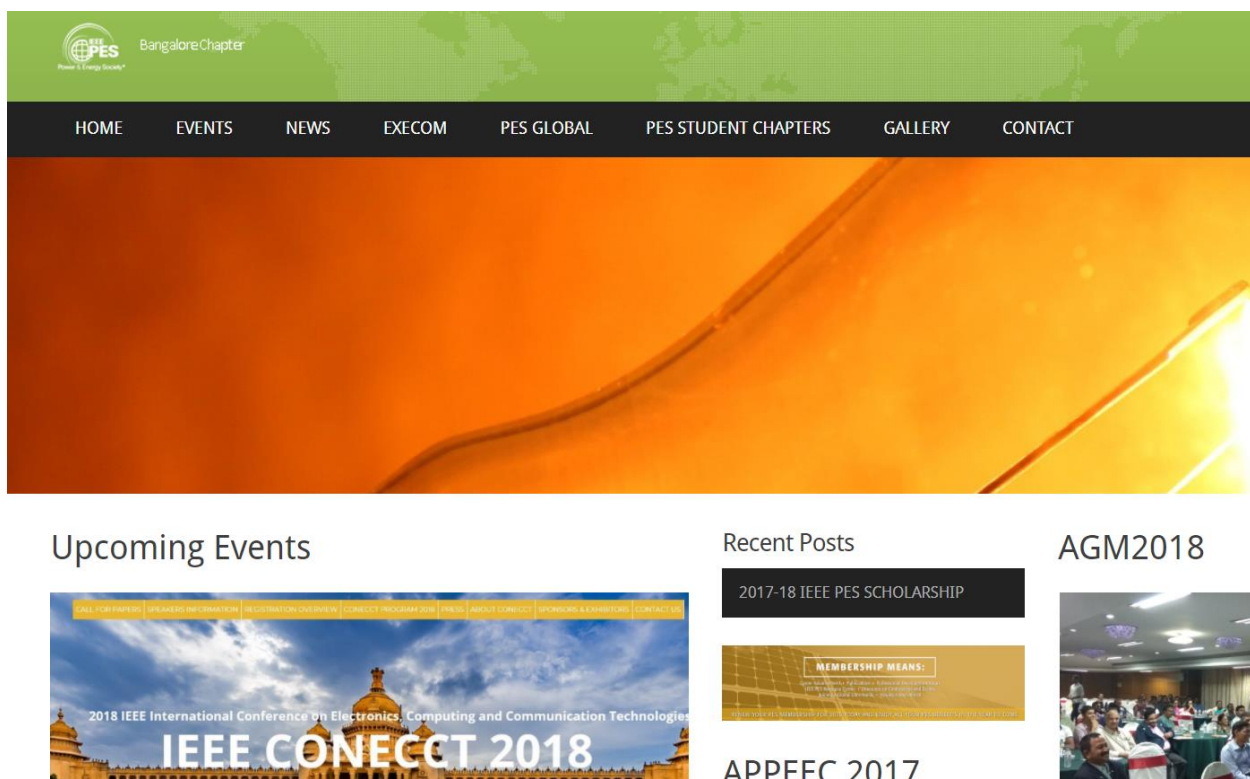 IEEE
PES
Power & Energy Society®
Bangalore Chapter
HOME EVENTS NEWS EXECOM PES GLOBAL PES STUDENT CHAPTERS GALLERY CONTACT
Upcoming Events
CALL FOR PAPERS SPEAKERS INFORMATION REGISTRATION OVERVIEW CONECCT PROGRAM 2018 PRESS ABOUT CONECCT SPONSORS & EXHIBITORS CONTACT US
2018 IEEE International Conference on Electronics, Computing and Communication Technologies
IEEE CONECCT 2018
Recent Posts
2017-18 IEEE PES SCHOLARSHIP
MEMBERSHIP MEANS:
APPEEC 2017
AGM2018